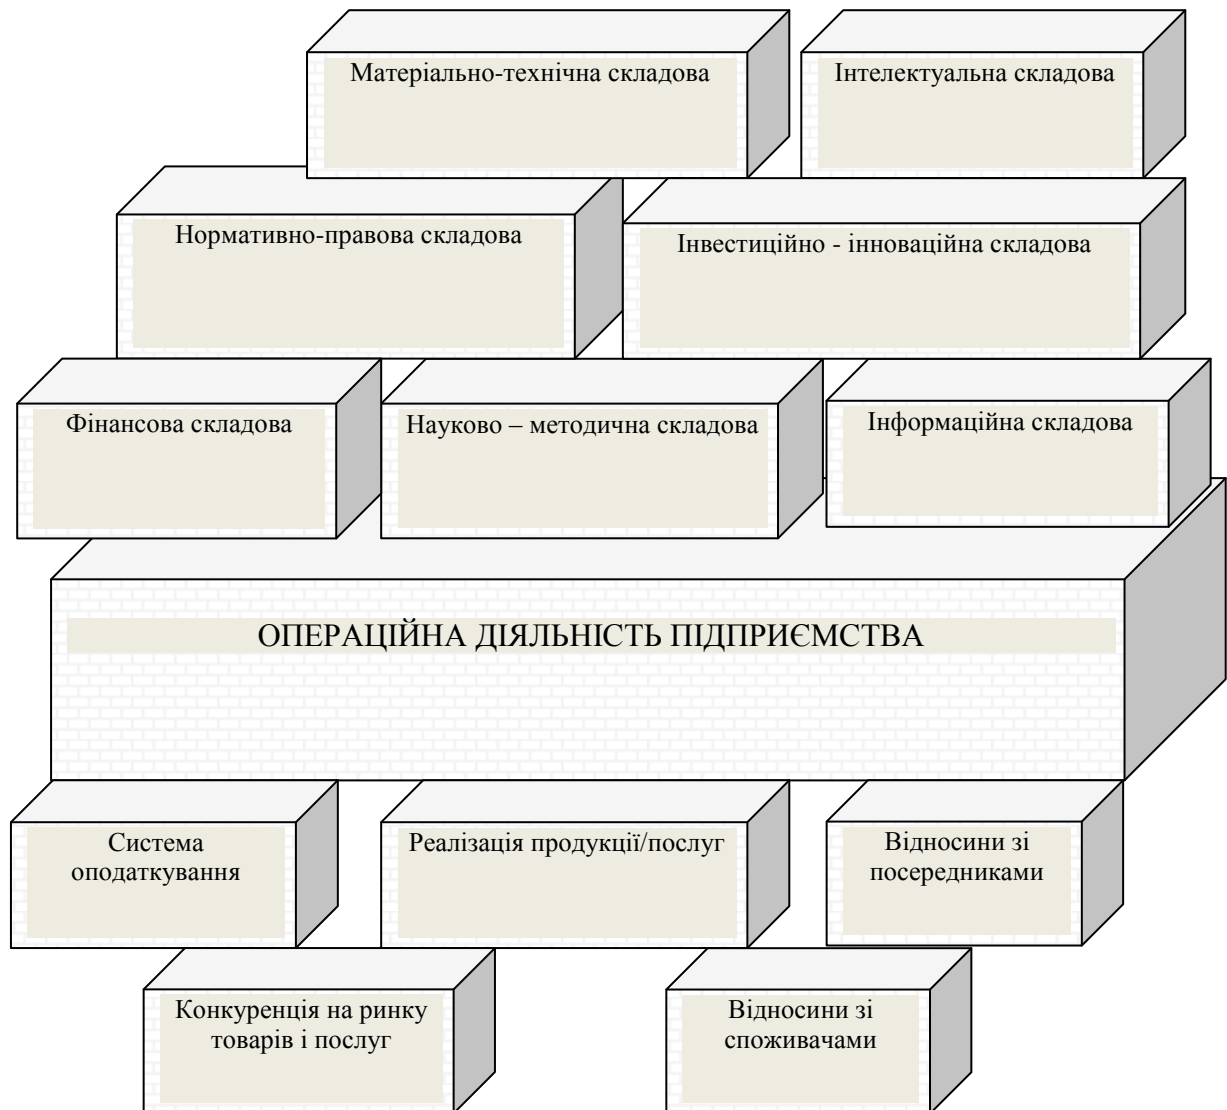 Матеріально-технічна складова
Інтелектуальна складова
Нормативно-правова складова
Інвестиційно - інноваційна складова
Фінансова складова
Науково – методична складова
Інформаційна складова
ОПЕРАЦІЙНА ДІЯЛЬНІСТЬ ПІДПРИЄМСТВА
Система
оподаткування
Реалізація продукції/послуг
Відносини зі
посередниками
Конкуренція на ринку
товарів і послуг
Відносини зі
споживачами